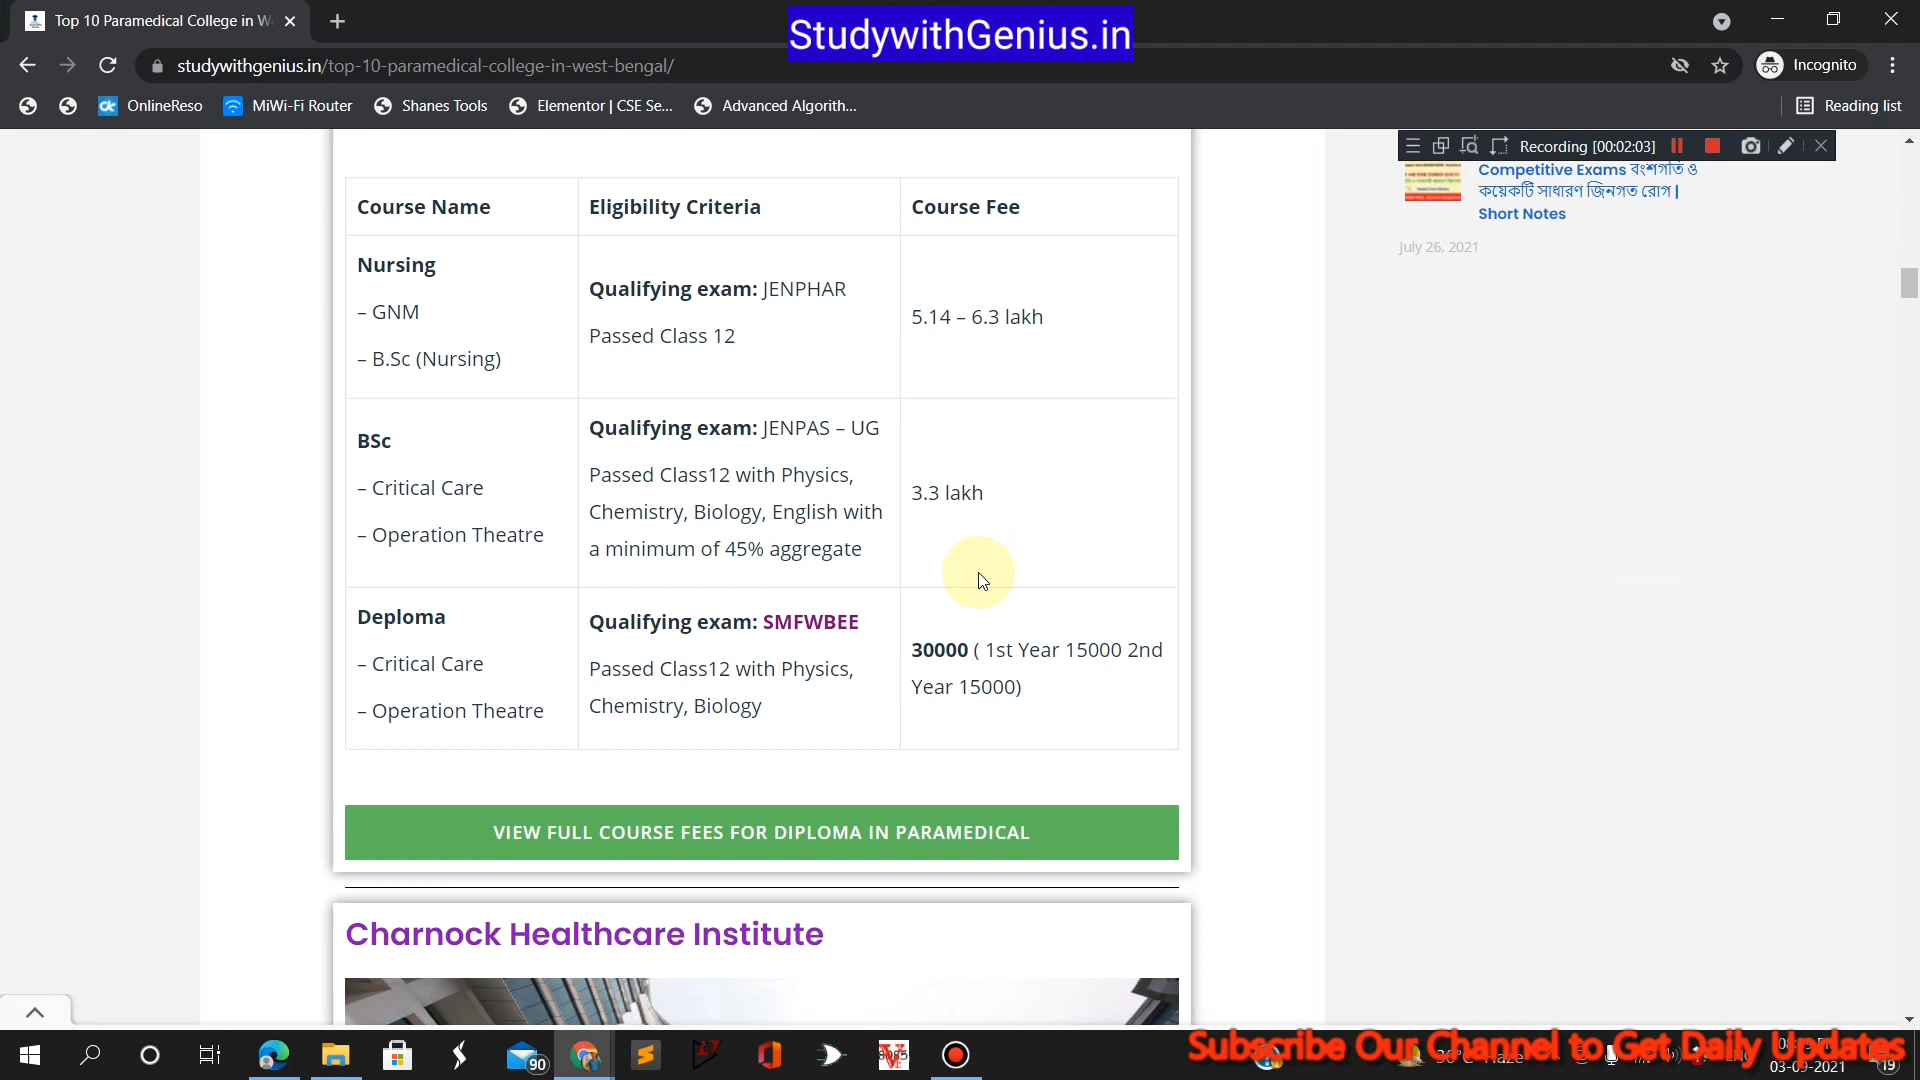 Top 10 Paramedical College in W
StudywithGenius.in
studywithgenius.in/top-10-paramedical-college-in-west-bengal/
Incognito
OnlineReso
MiWi-Fi Router
Shanes Tools
Elementor | CSE Se...
Advanced Algorith...
Reading list
Recording [00:02:03]
Competitive Exams বংশগতি ও
কয়েকটি সাধারণ জিনগত রোগ |
Short Notes
July 26, 2021
Course Name
Eligibility Criteria
Course Fee
Nursing
– GNM
– B.Sc (Nursing)
Qualifying exam: JENPHAR
Passed Class 12
5.14 – 6.3 lakh
BSc
– Critical Care
– Operation Theatre
Qualifying exam: JENPAS – UG
Passed Class12 with Physics,
Chemistry, Biology, English with
a minimum of 45% aggregate
3.3 lakh
Deploma
– Critical Care
– Operation Theatre
Qualifying exam: SMFWBEE
Passed Class12 with Physics,
Chemistry, Biology
30000 ( 1st Year 15000 2nd
Year 15000)
VIEW FULL COURSE FEES FOR DIPLOMA IN PARAMEDICAL
Charnock Healthcare Institute
90
Subscribe Our Channel to Get Daily Updates
03-09-2021
19